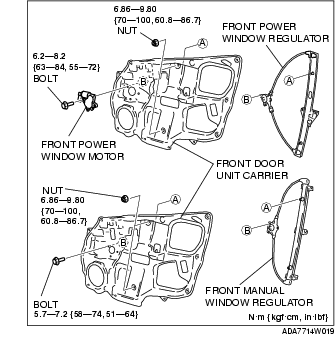 6.86—9.80
{70—100, 60.8—86.7}
NUT
A
FRONT POWER
WINDOW REGULATOR
6.2—8.2
{63—84, 55—72}
BOLT
B
A
B
FRONT POWER
WINDOW MOTOR
FRONT DOOR
UNIT CARRIER
NUT
6.86—9.80
{70—100,
60.8—86.7}
A
B
A
B
BOLT
5.7—7.2 {58—74, 51—64}
FRONT MANUAL
WINDOW REGULATOR
N·m {kgf·cm, in·lbf}
ADA7714W019